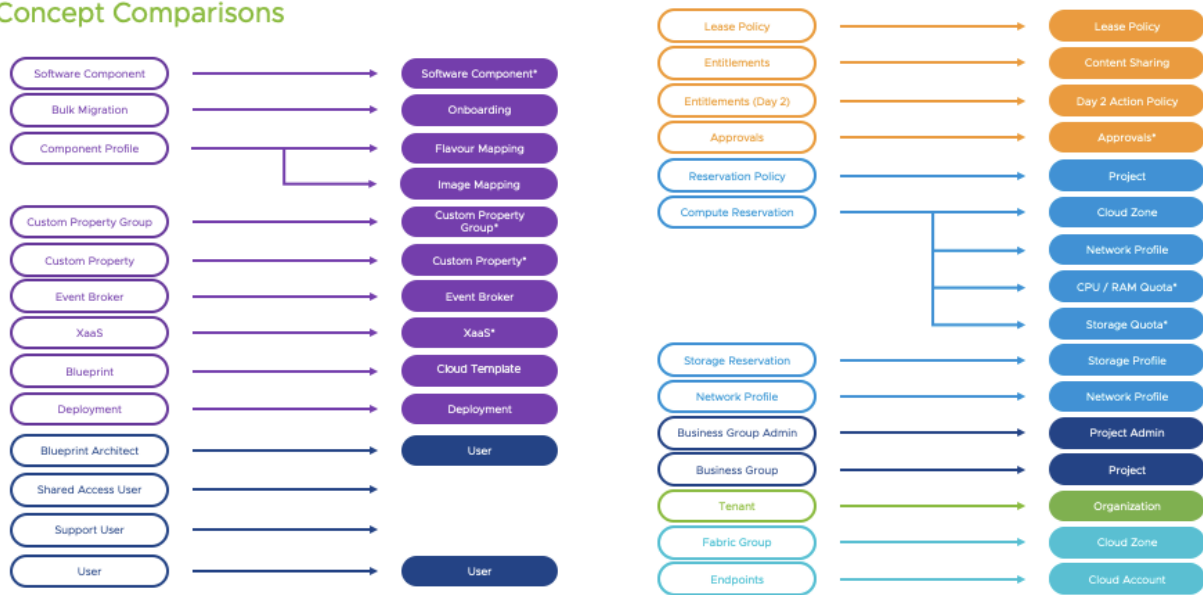 Concept Comparisons
Software Component
Software Component*
Bulk Migration
Onboarding
Component Profile
Flavour Mapping
Image Mapping
Custom Property Group
Custom Property
Group*
Custom Property
Custom Property*
Event Broker
Event Broker
XaaS
XaaS*
Blueprint
Cloud Template
Deployment
Deployment
Blueprint Architect
User
Shared Access User
Support User
User
User
Lease Policy
Lease Policy
Entitlements
Content Sharing
Entitlements (Day 2)
Day 2 Action Policy
Approvals
Approvals*
Reservation Policy
Project
Compute Reservation
Cloud Zone
Network Profile
CPU / RAM Quota*
Storage Quota*
Storage Reservation
Storage Profile
Network Profile
Network Profile
Business Group Admin
Project Admin
Business Group
Project
Tenant
Organization
Fabric Group
Cloud Zone
Endpoints
Cloud Account